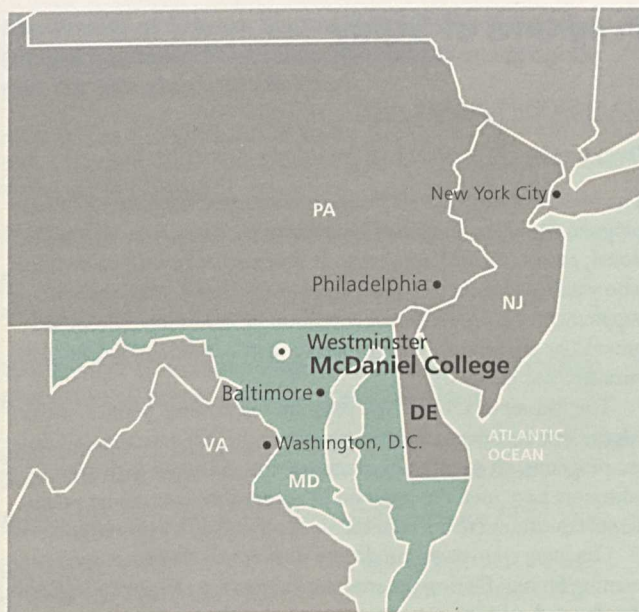 PA
New York City
Philadelphia
NJ
Westminster
McDaniel College
Baltimore
DE
VA
Washington, D.C.
ATLANTIC
OCEAN
MD